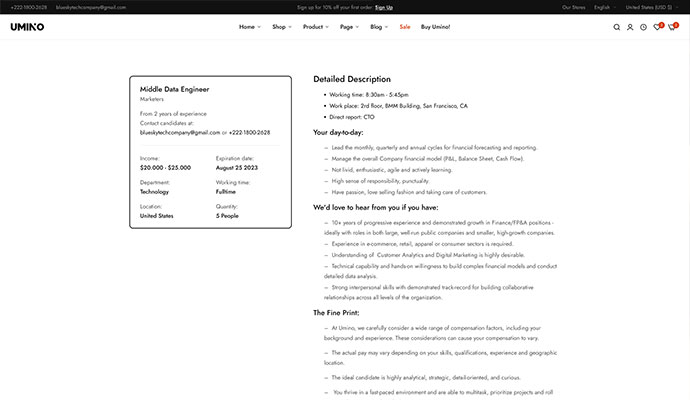 +222-1800-2628 blueskytechcompany@gmail.com Sign up for 10% off your first order: Sign Up Our Stores English United States (USD $)
UMINO Home Shop Product Page Blog Sale Buy Umino!
Middle Data Engineer
Marketers
From 2 years of experience
Contact candidates at:
blueskytechcompany@gmail.com or +222-1800-2628
Income: Expiration date:
$20.000 - $25.000 August 25 2023
Department: Working time:
Technology Fulltime
Location: Quantity:
United States 5 People
Detailed Description
• Working time: 8:30am - 5:45pm
• Work place: 2rd floor, BMM Building, San Francisco, CA
• Direct report: CTO
Your day-to-day:
– Lead the monthly, quarterly and annual cycles for financial forecasting and reporting.
– Manage the overall Company financial model (P&L, Balance Sheet, Cash Flow).
– Not livid, enthusiastic, agile and actively learning.
– High sense of responsibility, punctuality.
– Have passion, love selling fashion and taking care of customers.
We'd love to hear from you if you have:
– 10+ years of progressive experience and demonstrated growth in Finance/FP&A positions -
ideally with roles in both large, well-run public companies and smaller, high-growth companies.
– Experience in e-commerce, retail, apparel or consumer sectors is required.
– Understanding of Customer Analytics and Digital Marketing is highly desirable.
– Technical capability and hands-on willingness to build complex financial models and conduct
detailed data analysis.
– Strong interpersonal skills with demonstrated track-record for building collaborative
relationships across all levels of the organization.
The Fine Print:
– At Umino, we carefully consider a wide range of compensation factors, including your
background and experience. These considerations can cause your compensation to vary.
– The actual pay may vary depending on your skills, qualifications, experience and geographic
location.
– The ideal candidate is highly analytical, strategic, detail-oriented, and curious.
– You thrive in a fast-paced environment and are able to multitask, prioritize projects and roll